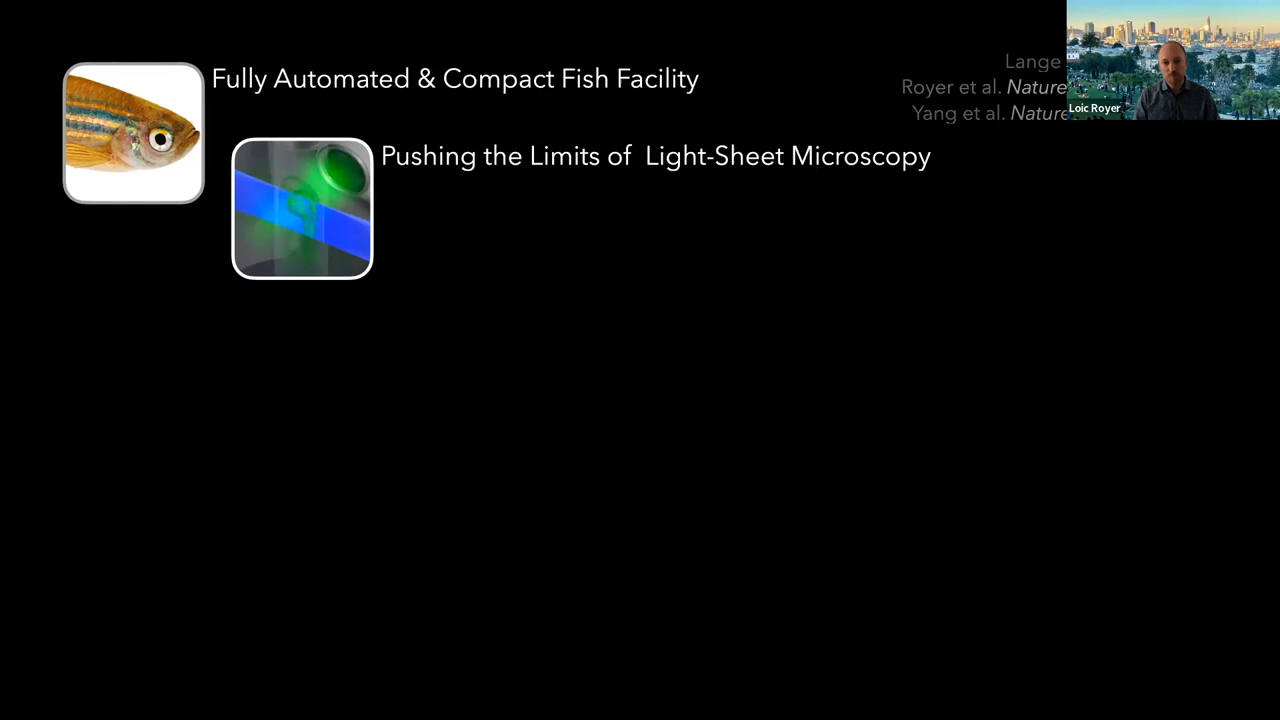 Fully Automated & Compact Fish Facility
Lange
Royer et al. Nature
Yang et al. Nature
Loic Royer
Pushing the Limits of Light-Sheet Microscopy